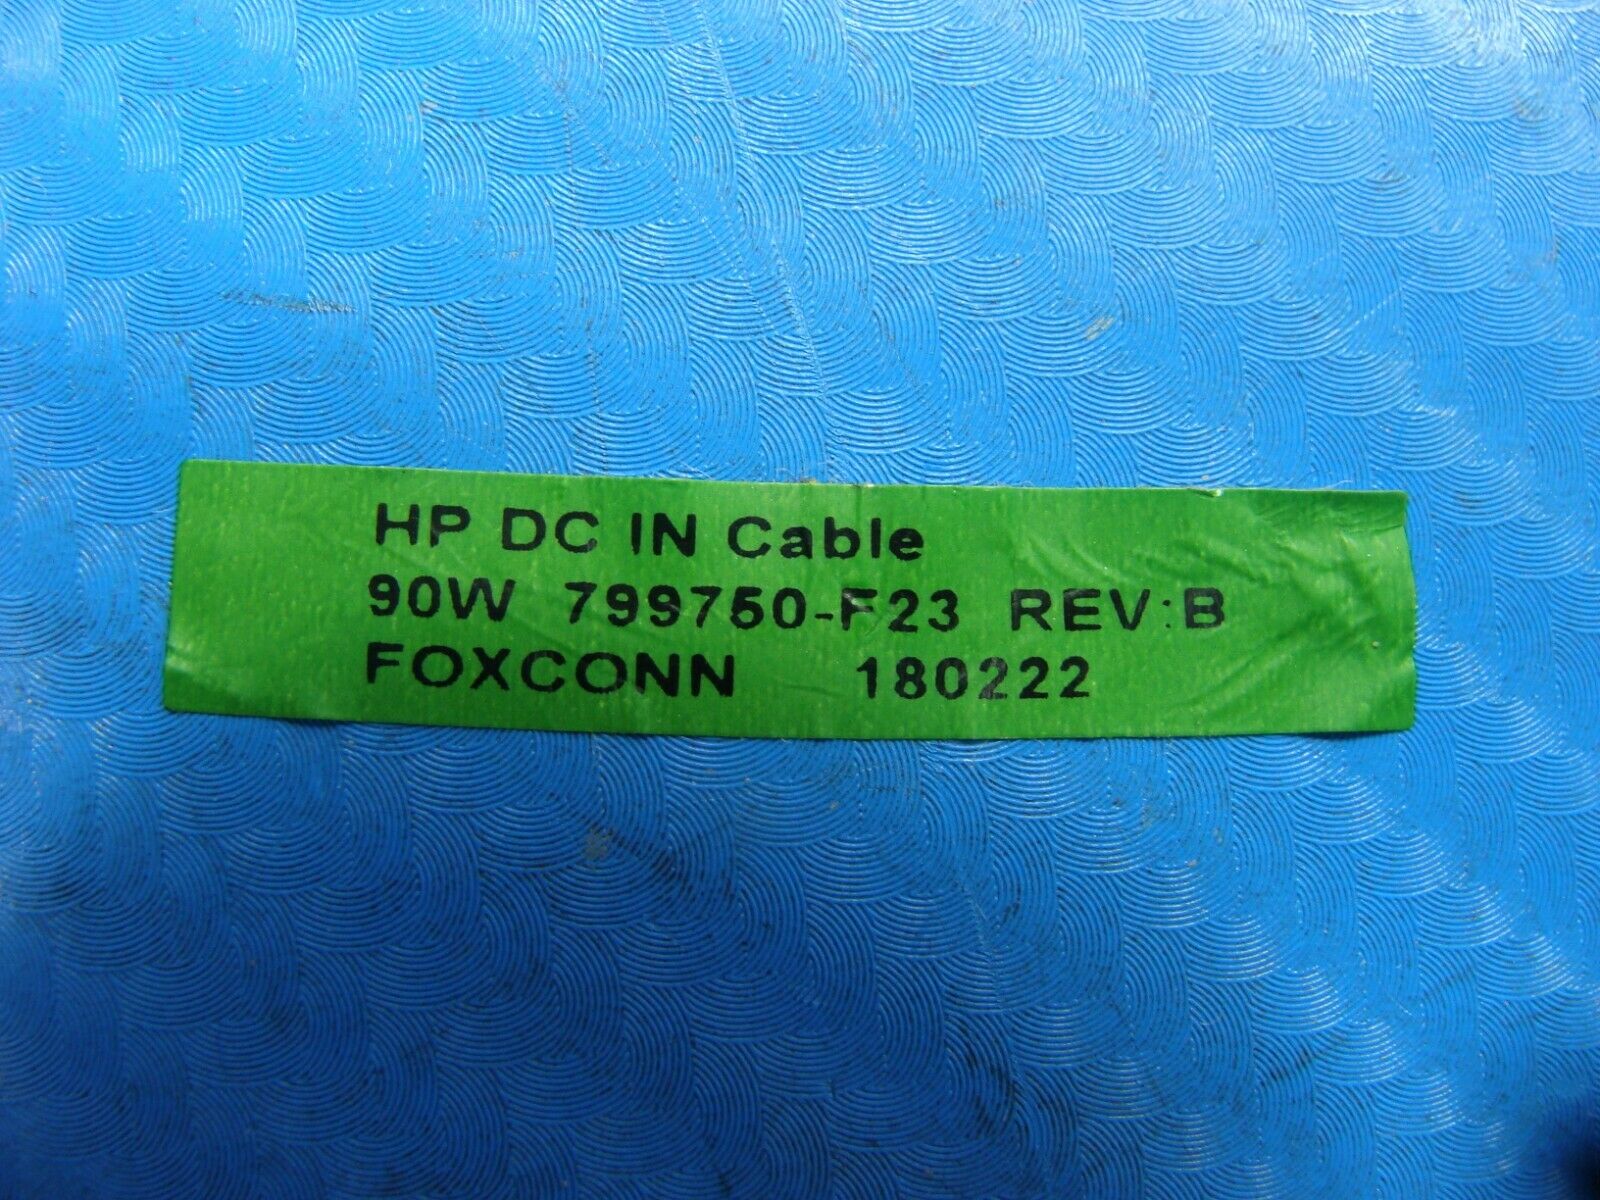 HP DC IN Cable
90W 799750-F23 REV:B
FOXCONN 180222